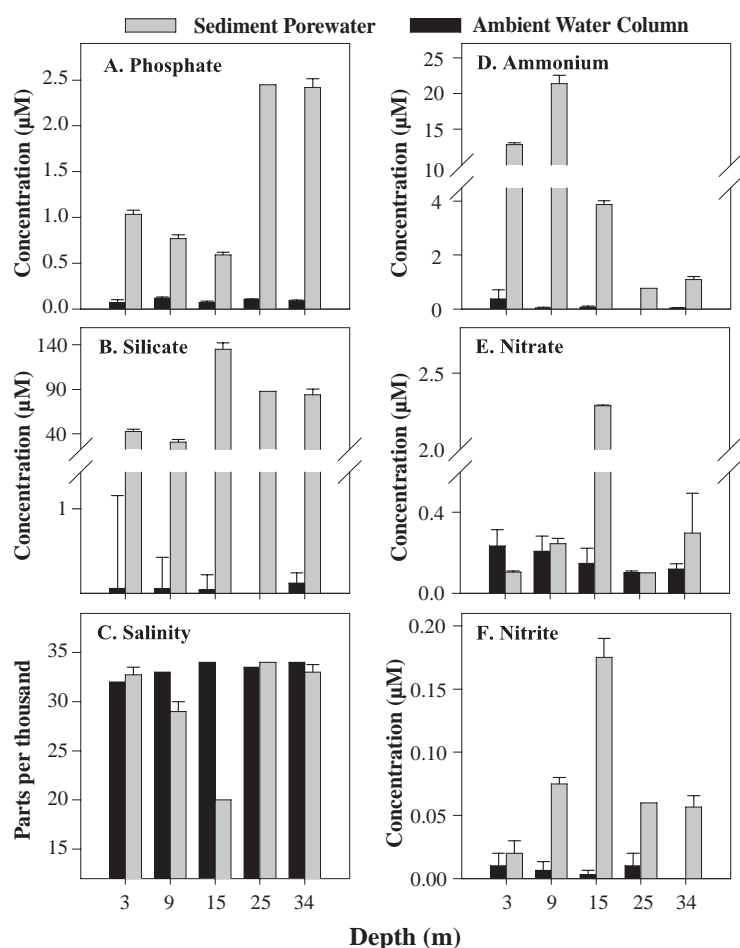 Sediment Porewater Ambient Water Column
A. Phosphate
Concentration (µM)
2.5
2.0
1.5
1.0
0.5
0.0
D. Ammonium
Concentration (µM)
25
20
15
10
4
2
0
B. Silicate
Concentration (µM)
140
90
40
1
E. Nitrate
Concentration (µM)
2.5
2.0
0.4
0.0
C. Salinity
Parts per thousand
35
30
25
20
15
3 9 15 25 34
F. Nitrite
Concentration (µM)
0.20
0.15
0.10
0.05
0.00
3 9 15 25 34
Depth (m)